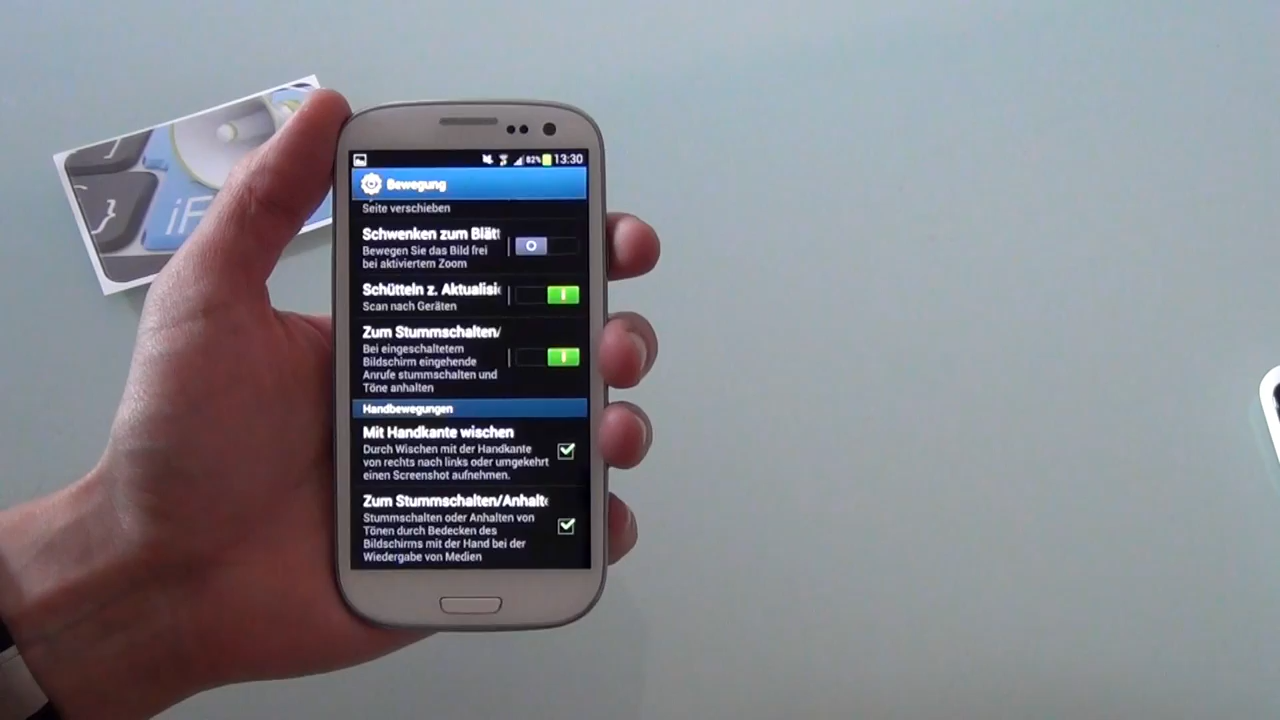 82% 13:30
Bewegung
Seite verschieben
Schwenken zum Blätt
Bewegen Sie das Bild frei
bei aktiviertem Zoom
Schütteln z. Aktualisi
Scan nach Geräten
Zum Stummschalten/
Bei eingeschaltetem
Bildschirm eingehende
Anrufe stummschalten und
Töne anhalten
Handbewegungen
Mit Handkante wischen
Durch Wischen mit der Handkante
von rechts nach links oder umgekehrt
einen Screenshot aufnehmen.
Zum Stummschalten/Anhalt
Stummschalten oder Anhalten von
Tönen durch Bedecken des
Bildschirms mit der Hand bei der
Wiedergabe von Medien
}
iF